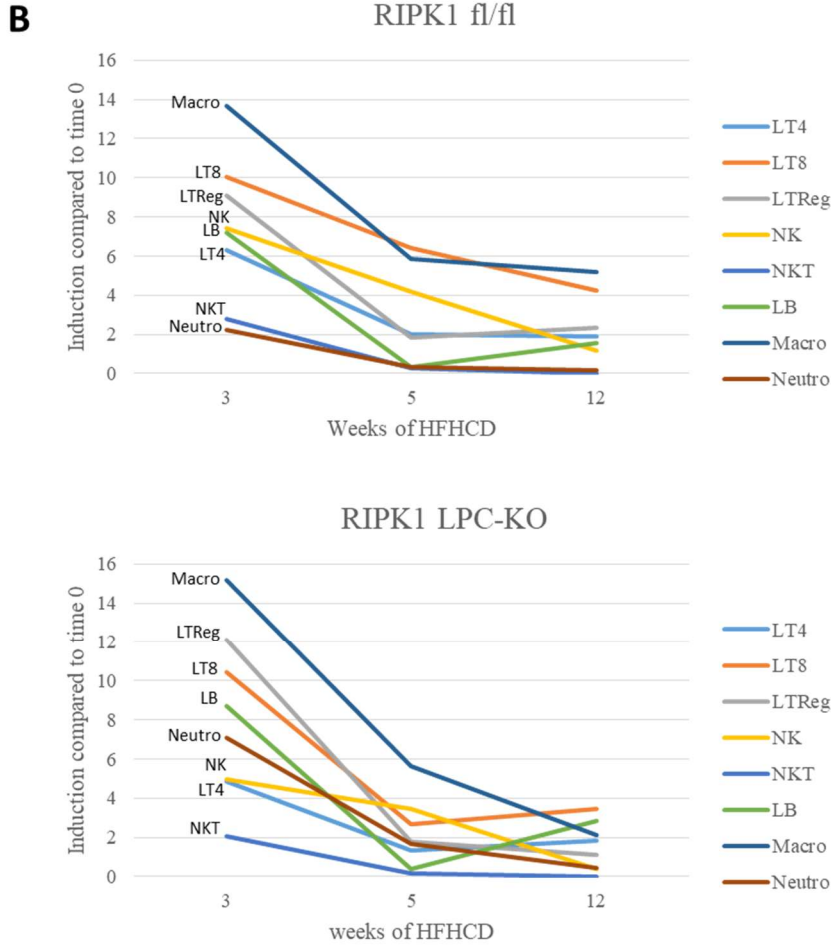 B
RIPK1 fl/fl
Induction compared to time 0
16
14
12
10
8
6
4
2
0
Macro
LT8
LTReg
NK
LB
LT4
NKT
Neutro
3
5
12
Weeks of HFHCD
LT4
LT8
LTReg
NK
NKT
LB
Macro
Neutro
RIPK1 LPC-KO
Induction compared to time 0
16
14
12
10
8
6
4
2
0
Macro
LTReg
LT8
LB
Neutro
NK
LT4
NKT
3
5
12
weeks of HFHCD
LT4
LT8
LTReg
NK
NKT
LB
Macro
Neutro